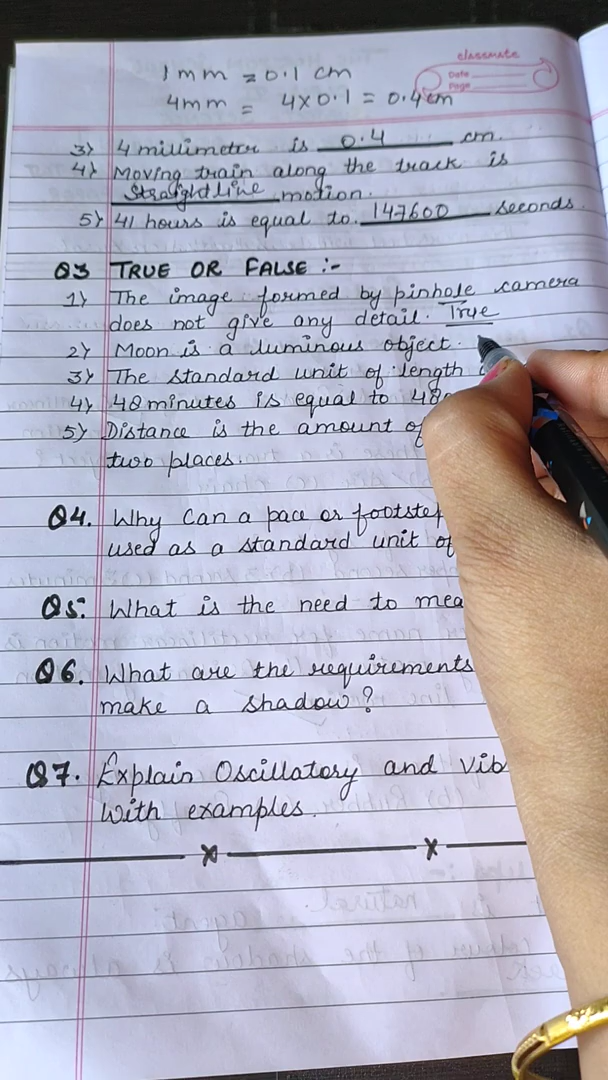 classmate
Date
Page
1mm = 0.1 cm
4mm = 4x0.1 = 0.4cm
3) 4 millimeter is 0.4 cm.
4) Moving train along the track is
Straight line motion.
5) 41 hours is equal to 147600 seconds.
Q3 TRUE OR FALSE :-
1) The image formed by pinhole camera
does not give any detail. True
2) Moon is a luminous object.
3) The standard unit of length
4) 48 minutes is equal to 480
5) Distance is the amount of
two places.
Q4. Why can a pace or footstep
used as a standard unit of
Q5. What is the need to mea
Q6. What are the requirements
make a shadow?
Q7. Explain Oscillatory and vib
with examples.